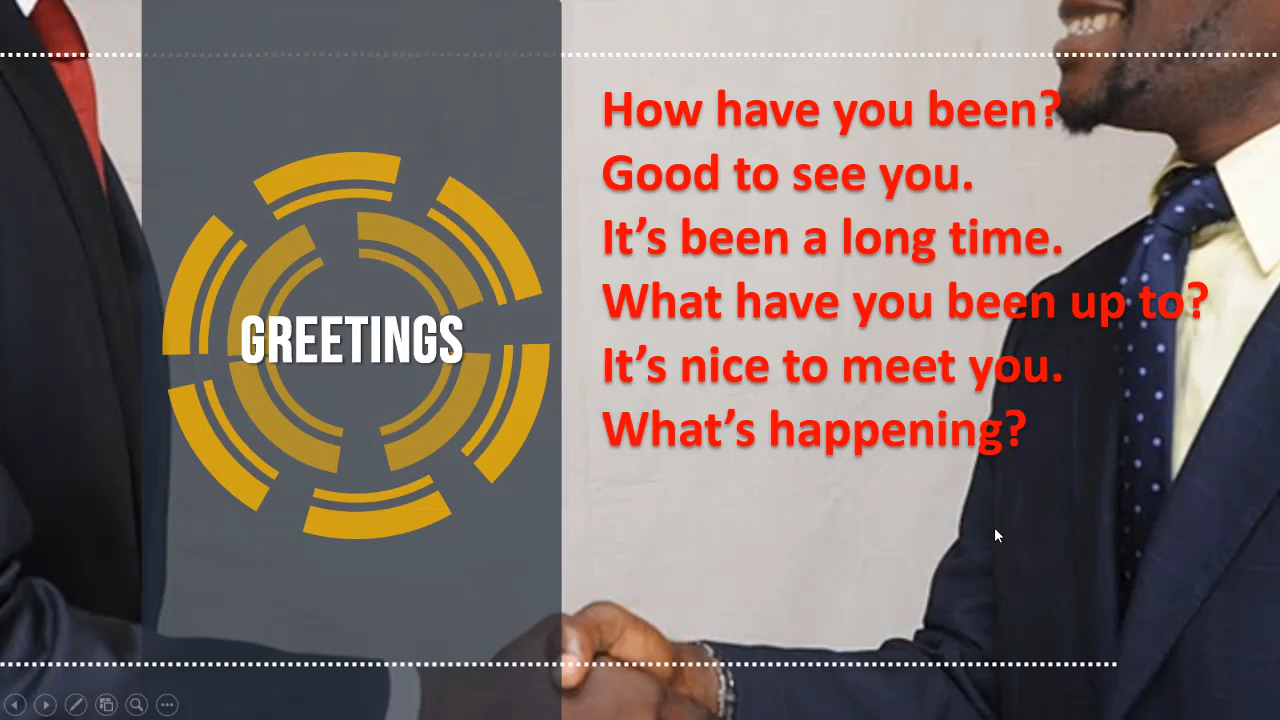 GREETINGS
How have you been?
Good to see you.
It’s been a long time.
What have you been up to?
It’s nice to meet you.
What’s happening?